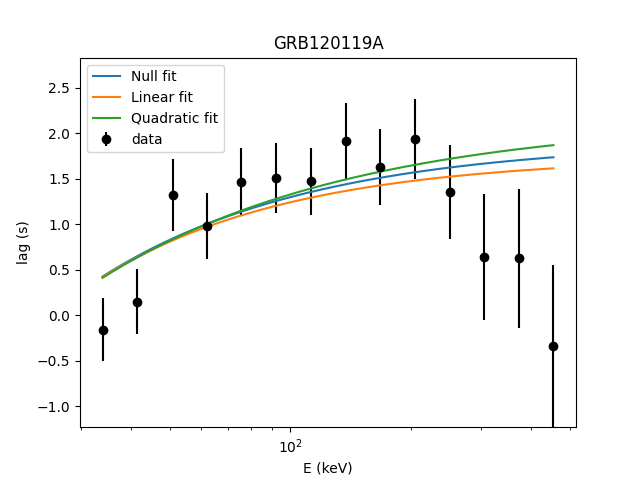 GRB120119A
Null fit
Linear fit
Quadratic fit
data
lag (s)
2.5
2.0
1.5
1.0
0.5
0.0
−0.5
−1.0
10²
E (keV)